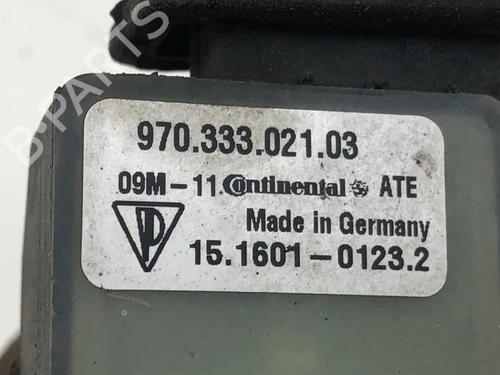 B-PARTS
970.333.021.03
09M-11 Continental ATE
Made in Germany
15.1601-0123.2